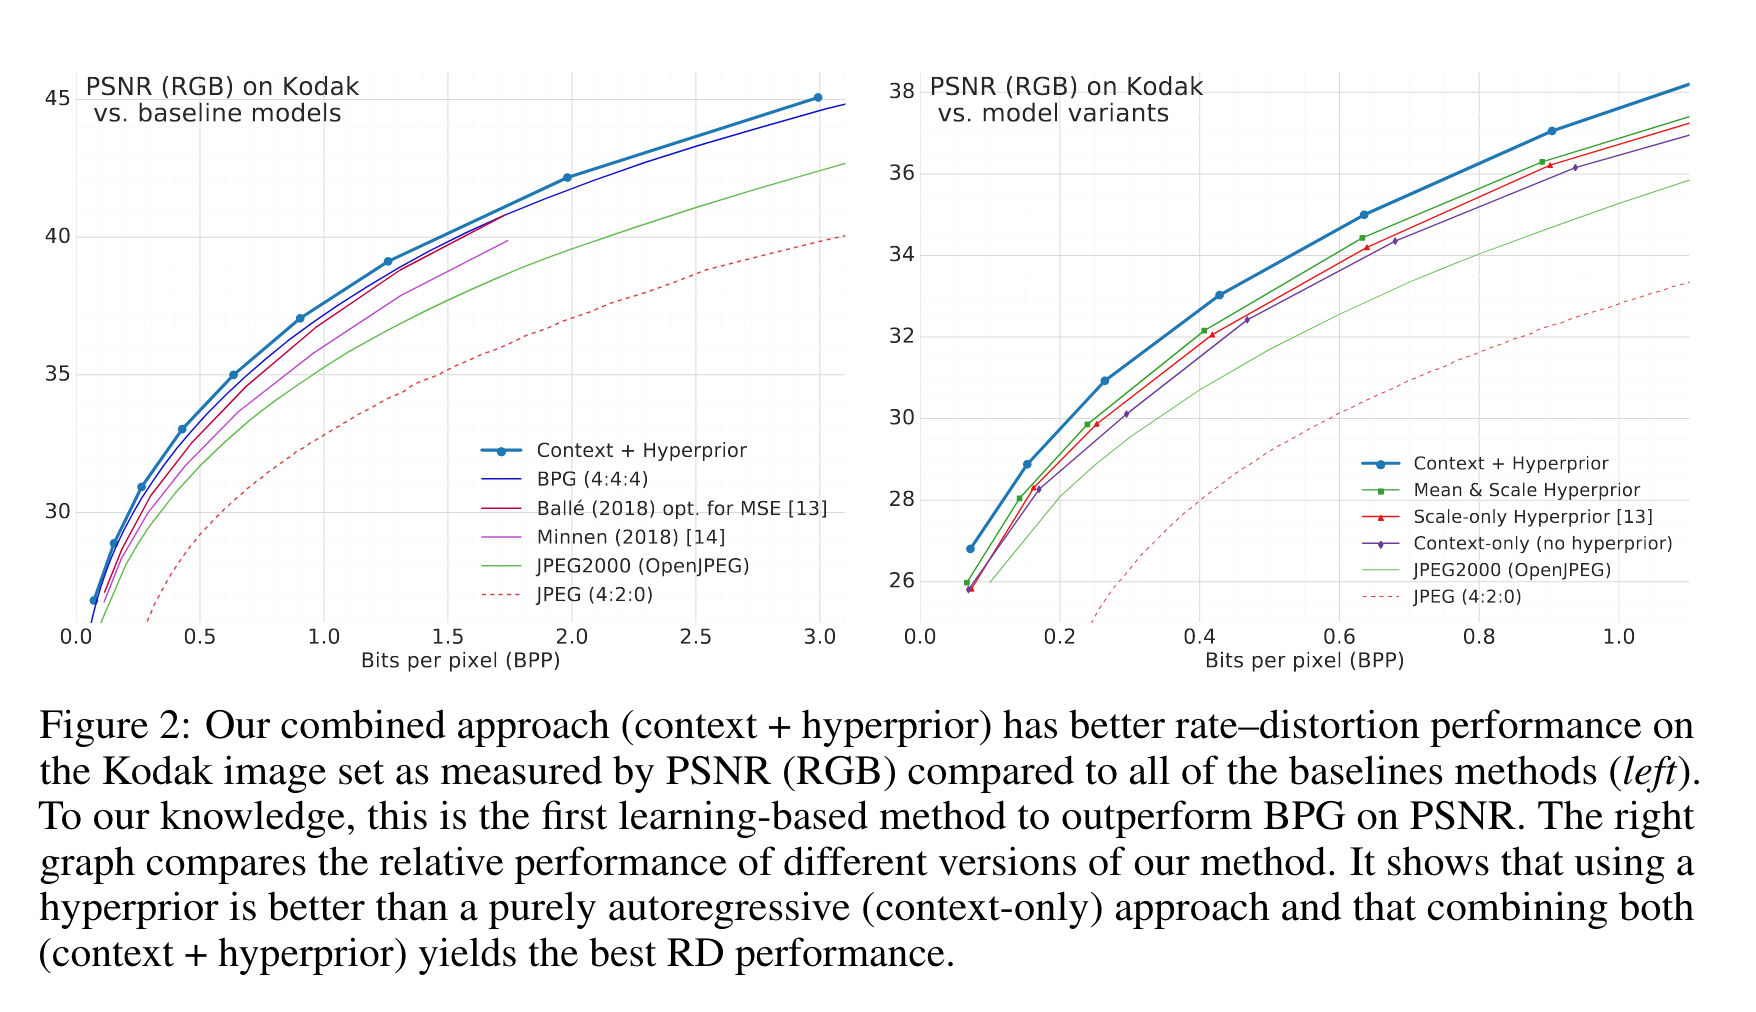 PSNR (RGB) on Kodak
vs. baseline models
45
40
35
30
0.0 0.5 1.0 1.5 2.0 2.5 3.0
Bits per pixel (BPP)
Context + Hyperprior
BPG (4:4:4)
Ballé (2018) opt. for MSE [13]
Minnen (2018) [14]
JPEG2000 (OpenJPEG)
JPEG (4:2:0)
PSNR (RGB) on Kodak
vs. model variants
38
36
34
32
30
28
26
0.0 0.2 0.4 0.6 0.8 1.0
Bits per pixel (BPP)
Context + Hyperprior
Mean & Scale Hyperprior
Scale-only Hyperprior [13]
Context-only (no hyperprior)
JPEG2000 (OpenJPEG)
JPEG (4:2:0)
Figure 2: Our combined approach (context + hyperprior) has better rate–distortion performance on
the Kodak image set as measured by PSNR (RGB) compared to all of the baselines methods (left).
To our knowledge, this is the first learning-based method to outperform BPG on PSNR. The right
graph compares the relative performance of different versions of our method. It shows that using a
hyperprior is better than a purely autoregressive (context-only) approach and that combining both
(context + hyperprior) yields the best RD performance.